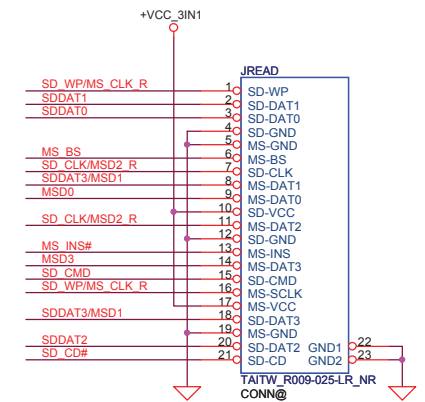 +VCC_3IN1
JREAD
SD_WP/MS_CLK_R 1 SD-WP
SDDAT1 2 SD-DAT1
SDDAT0 3 SD-DAT0
4 SD-GND
5 MS-GND
MS_BS 6 MS-BS
SD_CLK/MSD2_R 7 SD-CLK
SDDAT3/MSD1 8 MS-DAT1
MSD0 9 MS-DAT0
10 SD-VCC
SD_CLK/MSD2_R 11 MS-DAT2
12 SD-GND
MS_INS# 13 MS-INS
MSD3 14 MS-DAT3
SD_CMD 15 SD-CMD
SD_WP/MS_CLK_R 16 MS-SCLK
17 MS-VCC
SDDAT3/MSD1 18 SD-DAT3
19 MS-GND
SDDAT2 20 SD-DAT2 GND1 22
SD_CD# 21 SD-CD GND2 23
TAITW_R009-025-LR_NR
CONN@